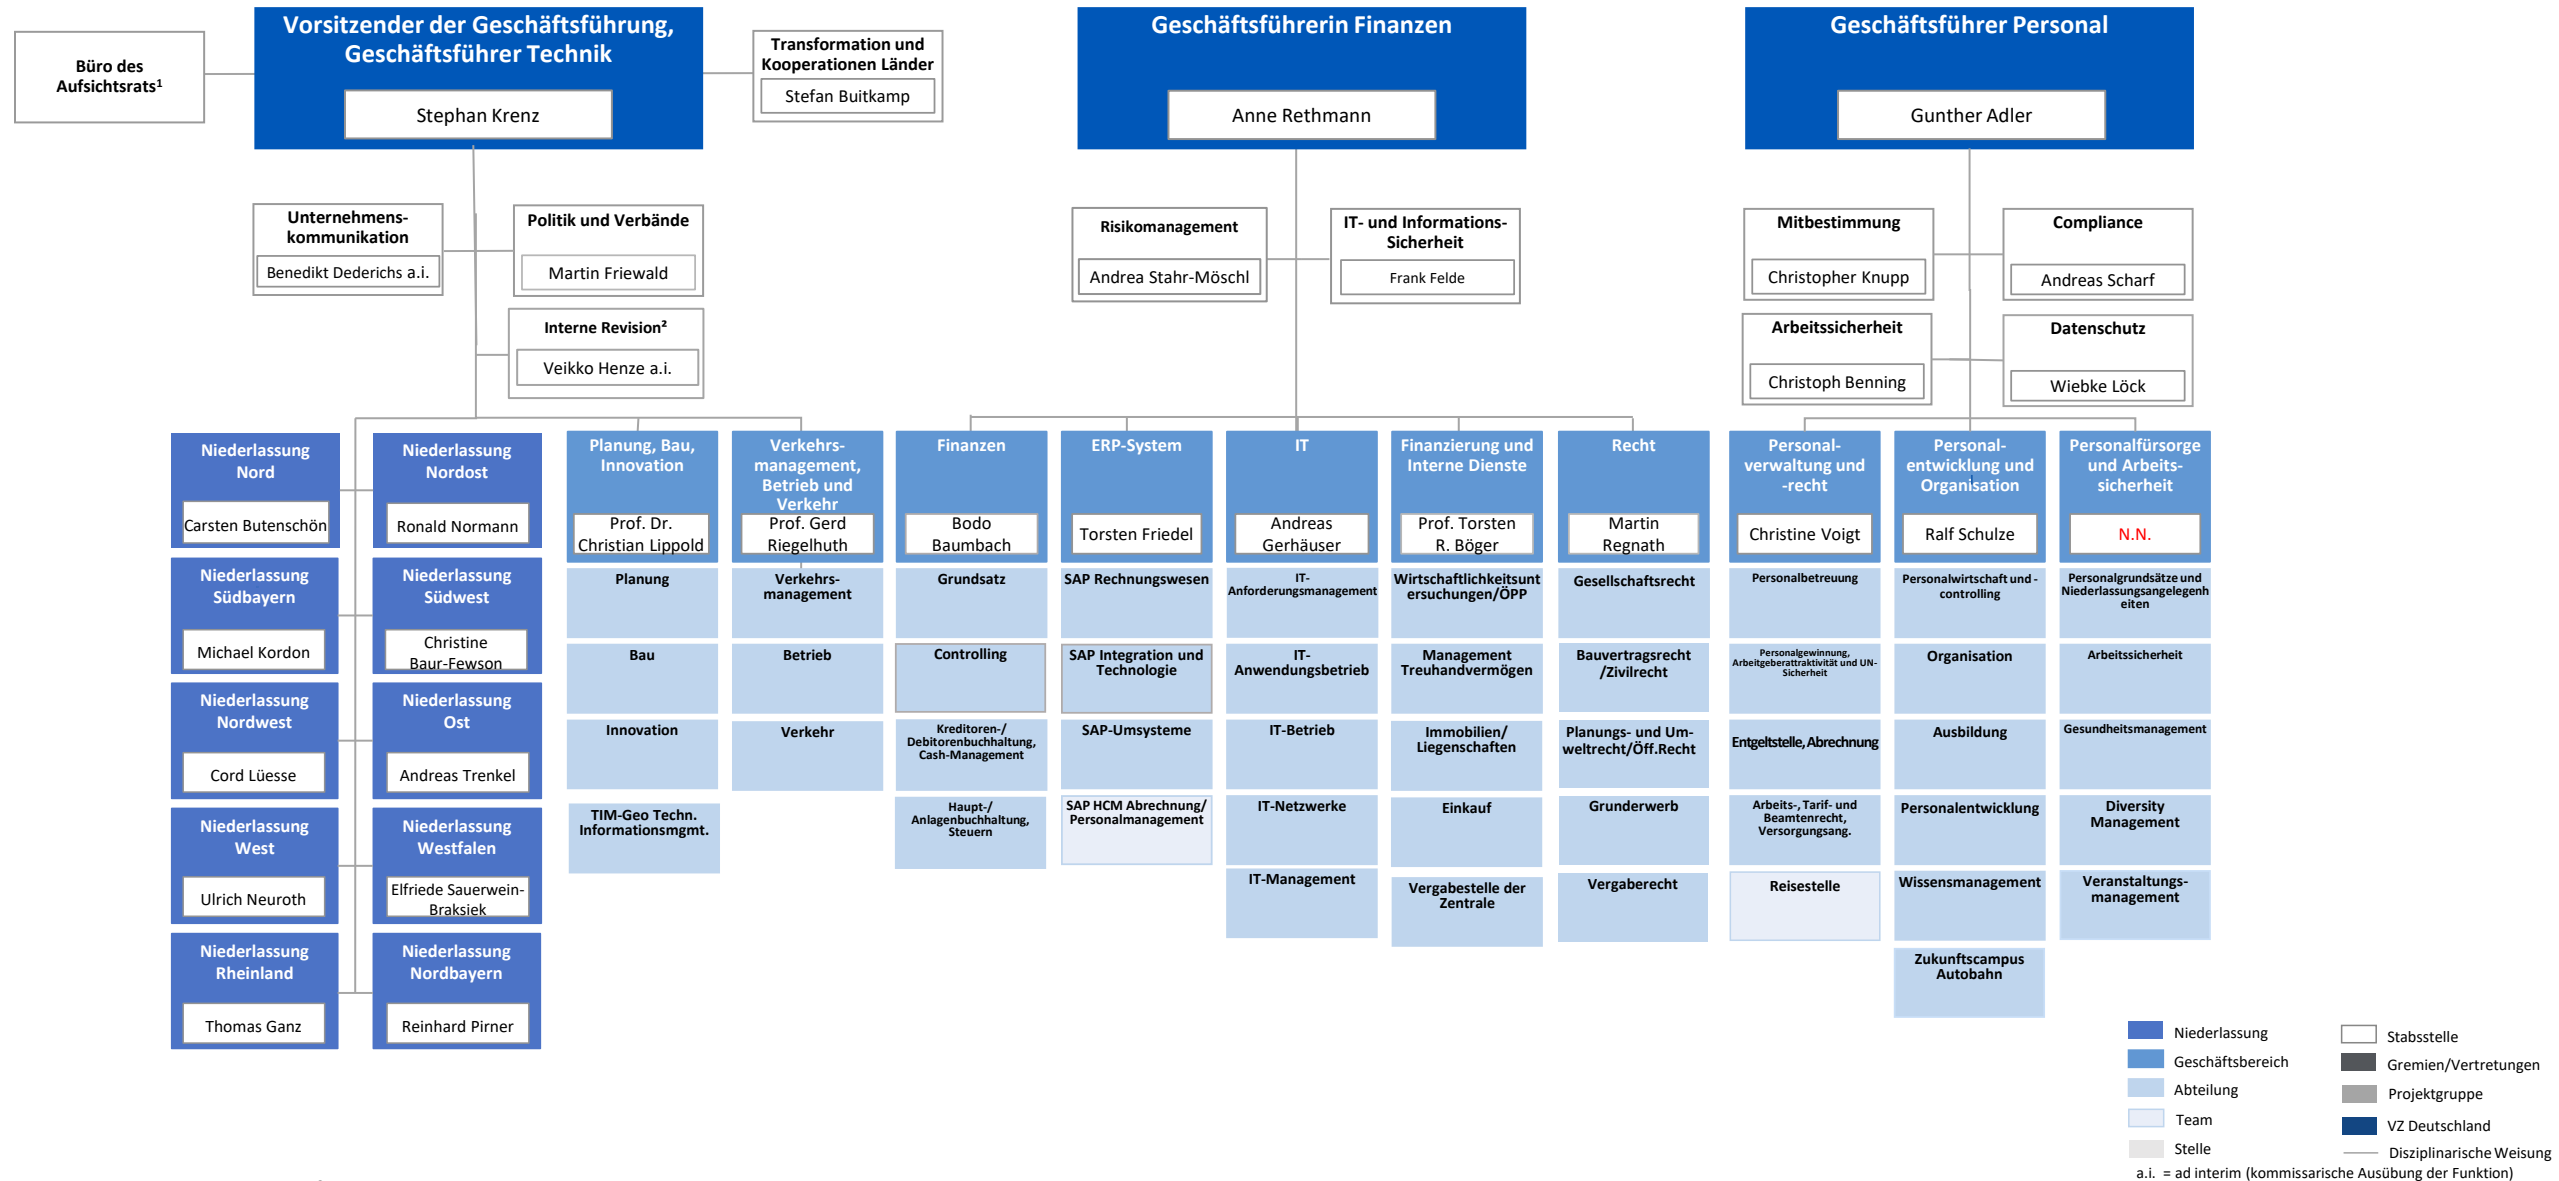 Vorsitzender der Geschäftsführung,
Geschäftsführer Technik
Stephan Krenz
Büro des
Aufsichtsrats¹
Transformation und
Kooperationen Länder
Stefan Buitkamp
Geschäftsführerin Finanzen
Anne Rethmann
Geschäftsführer Personal
Gunther Adler
Unternehmens-
kommunikation
Benedikt Dederichs a.i.
Politik und Verbände
Martin Friewald
Interne Revision²
Veikko Henze a.i.
Risikomanagement
Andrea Stahr-Möschl
IT- und Informations-
Sicherheit
Frank Felde
Mitbestimmung
Christopher Knupp
Compliance
Andreas Scharf
Arbeitssicherheit
Christoph Benning
Datenschutz
Wiebke Löck
Niederlassung
Nord
Carsten Butenschön
Niederlassung
Nordost
Ronald Normann
Niederlassung
Südbayern
Michael Kordon
Niederlassung
Südwest
Christine
Baur-Fewson
Niederlassung
Nordwest
Cord Lüesse
Niederlassung
Ost
Andreas Trenkel
Niederlassung
West
Ulrich Neuroth
Niederlassung
Westfalen
Elfriede Sauerwein-
Braksiek
Niederlassung
Rheinland
Thomas Ganz
Niederlassung
Nordbayern
Reinhard Pirner
Planung, Bau,
Innovation
Prof. Dr.
Christian Lippold
Planung
Bau
Innovation
TIM-Geo Techn.
Informationsmgmt.
Verkehrs-
management,
Betrieb und
Verkehr
Prof. Gerd
Riegelhuth
Verkehrs-
management
Betrieb
Verkehr
Finanzen
Bodo
Baumbach
Grundsatz
Controlling
Kreditoren-/
Debitorenbuchhaltung,
Cash-Management
Haupt-/
Anlagenbuchhaltung,
Steuern
ERP-System
Torsten Friedel
SAP Rechnungswesen
SAP Integration und
Technologie
SAP-Umsysteme
SAP HCM Abrechnung/
Personalmanagement
IT
Andreas
Gerhäuser
IT-
Anforderungsmanagement
IT-
Anwendungsbetrieb
IT-Betrieb
IT-Netzwerke
IT-Management
Finanzierung und
Interne Dienste
Prof. Torsten
R. Böger
Wirtschaftlichkeitsunt
ersuchungen/ÖPP
Management
Treuhandvermögen
Immobilien/
Liegenschaften
Einkauf
Vergabestelle der
Zentrale
Recht
Martin
Regnath
Gesellschaftsrecht
Bauvertragsrecht
/Zivilrecht
Planungs- und Um-
weltrecht/Öff.Recht
Grunderwerb
Vergaberecht
Personal-
verwaltung und
-recht
Christine Voigt
Personalbetreuung
Personalgewinnung,
Arbeitgeberattraktivität und UN-
Sicherheit
Entgeltstelle, Abrechnung
Arbeits-, Tarif- und
Beamtenrecht,
Versorgungsang.
Reisestelle
Personal-
entwicklung und
Organisation
Ralf Schulze
Personalwirtschaft und -
controlling
Organisation
Ausbildung
Personalentwicklung
Wissensmanagement
Zukunftscampus
Autobahn
Personalfürsorge
und Arbeits-
sicherheit
N.N.
Personalgrundsätze und
Niederlassungsangelegenh
eiten
Arbeitssicherheit
Gesundheitsmanagement
Diversity
Management
Veranstaltungs-
management
Niederlassung
Geschäftsbereich
Abteilung
Team
Stelle
Stabsstelle
Gremien/Vertretungen
Projektgruppe
VZ Deutschland
Disziplinarische Weisung
a.i. = ad interim (kommissarische Ausübung der Funktion)